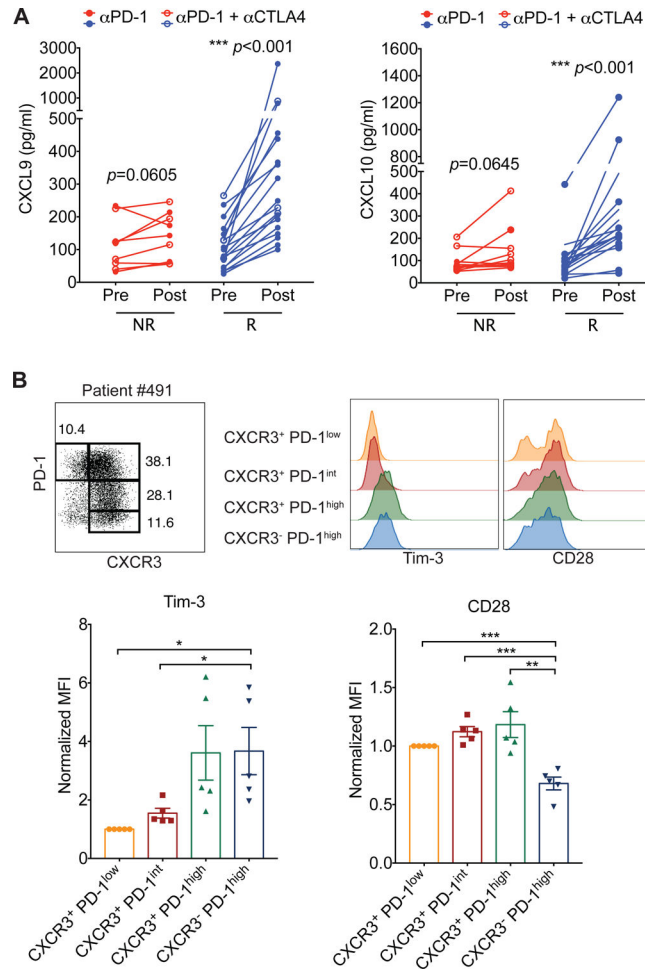 A
αPD-1 αPD-1 + αCTLA4
CXCL9 (pg/ml)
3000
2500
2000
1500
1000
500
400
300
200
100
0
p=0.0605
*** p<0.001
Pre Post Pre Post
NR R
αPD-1 αPD-1 + αCTLA4
CXCL10 (pg/ml)
1600
1400
1200
1000
800
600
400
200
100
0
p=0.0645
*** p<0.001
Pre Post Pre Post
NR R
B
Patient #491
10.4
38.1
28.1
11.6
PD-1
CXCR3
CXCR3+ PD-1low
CXCR3+ PD-1int
CXCR3+ PD-1high
CXCR3- PD-1high
Tim-3
CD28
Tim-3
Normalized MFI
8
6
4
2
0
*
*
CXCR3+ PD-1low
CXCR3+ PD-1int
CXCR3+ PD-1high
CXCR3- PD-1high
CD28
Normalized MFI
2.0
1.5
1.0
0.5
0.0
***
***
**
CXCR3+ PD-1low
CXCR3+ PD-1int
CXCR3+ PD-1high
CXCR3- PD-1high